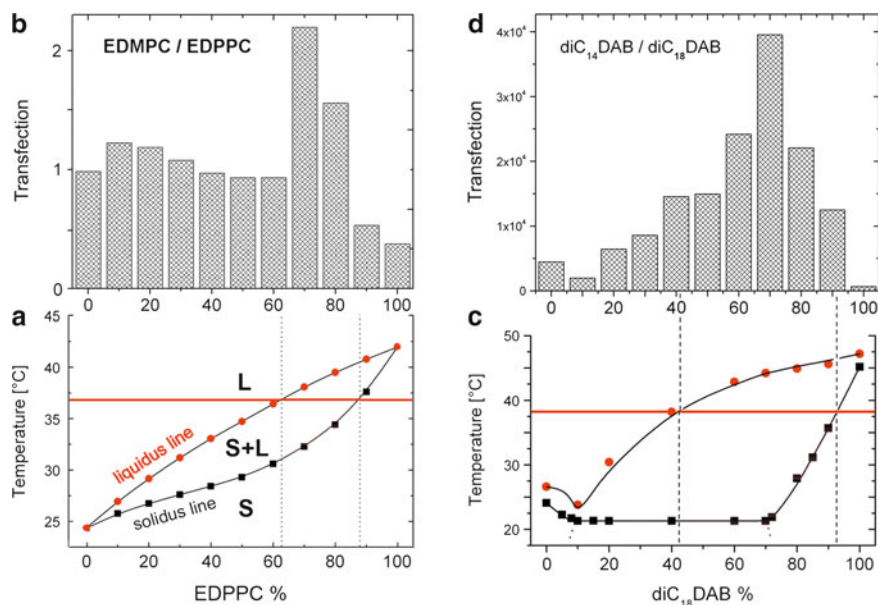 b
EDMPC / EDPPC
Transfection
2
1
0
0 20 40 60 80 100
d
diC₁₄DAB / diC₁₈DAB
Transfection
4x10⁴
3x10⁴
2x10⁴
1x10⁴
0
0 20 40 60 80 100
a
Temperature [°C]
45
40
35
30
25
L
liquidus line
S+L
solidus line
S
0 20 40 60 80 100
EDPPC %
c
Temperature [°C]
50
40
30
20
0 20 40 60 80 100
diC₁₈DAB %